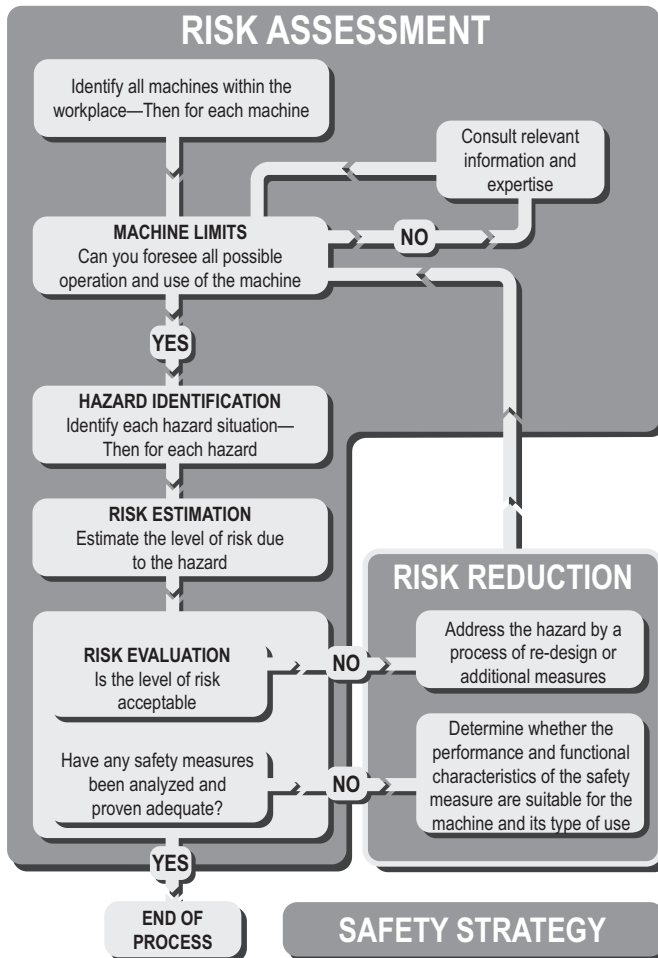 RISK ASSESSMENT
Identify all machines within the
workplace—Then for each machine
Consult relevant
information and
expertise
MACHINE LIMITS
Can you foresee all possible
operation and use of the machine
NO
YES
HAZARD IDENTIFICATION
Identify each hazard situation—
Then for each hazard
RISK ESTIMATION
Estimate the level of risk due
to the hazard
RISK REDUCTION
RISK EVALUATION
Is the level of risk
acceptable
NO
Address the hazard by a
process of re-design or
additional measures
Have any safety measures
been analyzed and
proven adequate?
NO
Determine whether the
performance and functional
characteristics of the safety
measure are suitable for the
machine and its type of use
YES
END OF
PROCESS
SAFETY STRATEGY